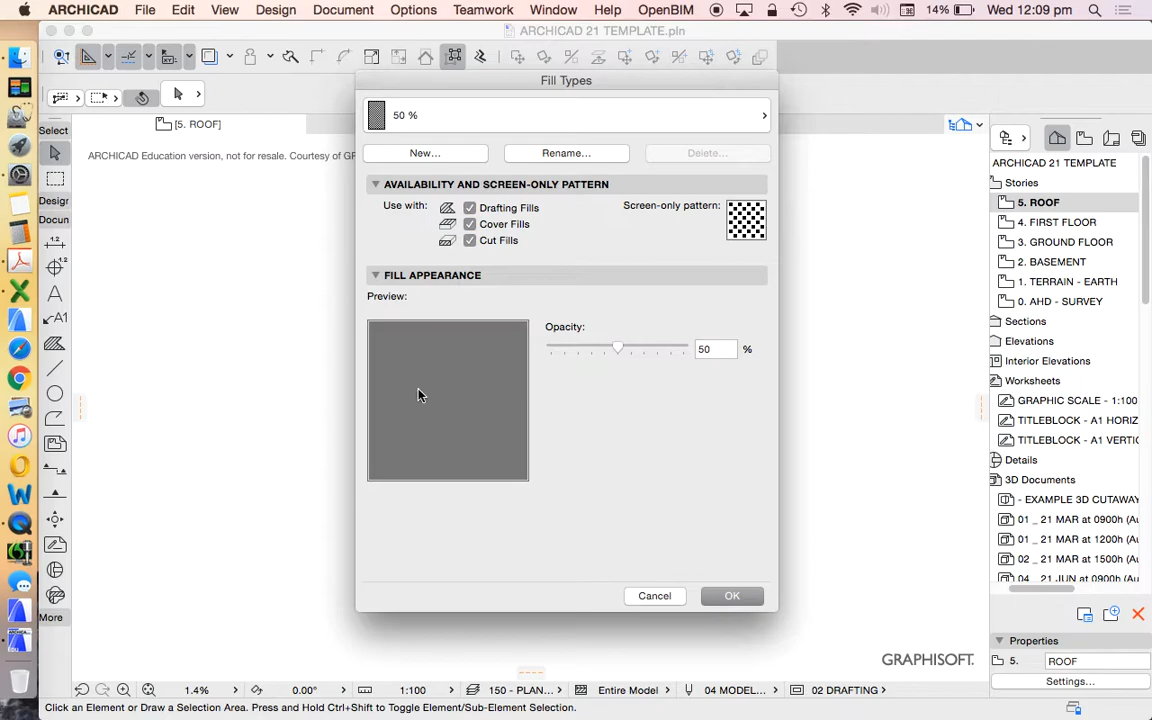 ARCHICAD File Edit View Design Document Options Teamwork Window Help OpenBIM 14% Wed 12:09 pm
ARCHICAD 21 TEMPLATE.pln
Fill Types
50 %
[5. ROOF]
Select
New... Rename... Delete...
ARCHICAD Education version, not for resale. Courtesy of GR
AVAILABILITY AND SCREEN-ONLY PATTERN
Use with: Drafting Fills Screen-only pattern:
Cover Fills
Cut Fills
Design
Docun
FILL APPEARANCE
Preview:
Opacity:
50 %
Cancel OK
More
ARCHICAD 21 TEMPLATE
Stories
5. ROOF
4. FIRST FLOOR
3. GROUND FLOOR
2. BASEMENT
1. TERRAIN - EARTH
0. AHD - SURVEY
Sections
Elevations
Interior Elevations
Worksheets
GRAPHIC SCALE - 1:100
TITLEBLOCK - A1 HORIZ
TITLEBLOCK - A1 VERTIC
Details
3D Documents
- EXAMPLE 3D CUTAWAY
01 _ 21 MAR at 0900h (Au
01 _ 21 MAR at 1200h (Au
02 _ 21 MAR at 1500h (Au
04 _ 21 JUN at 0900h (Au
Properties
5. ROOF
Settings...
GRAPHISOFT.
1.4% 0.00° 1:100 150 - PLAN... Entire Model 04 MODEL... 02 DRAFTING
Click an Element or Draw a Selection Area. Press and Hold Ctrl+Shift to Toggle Element/Sub-Element Selection.